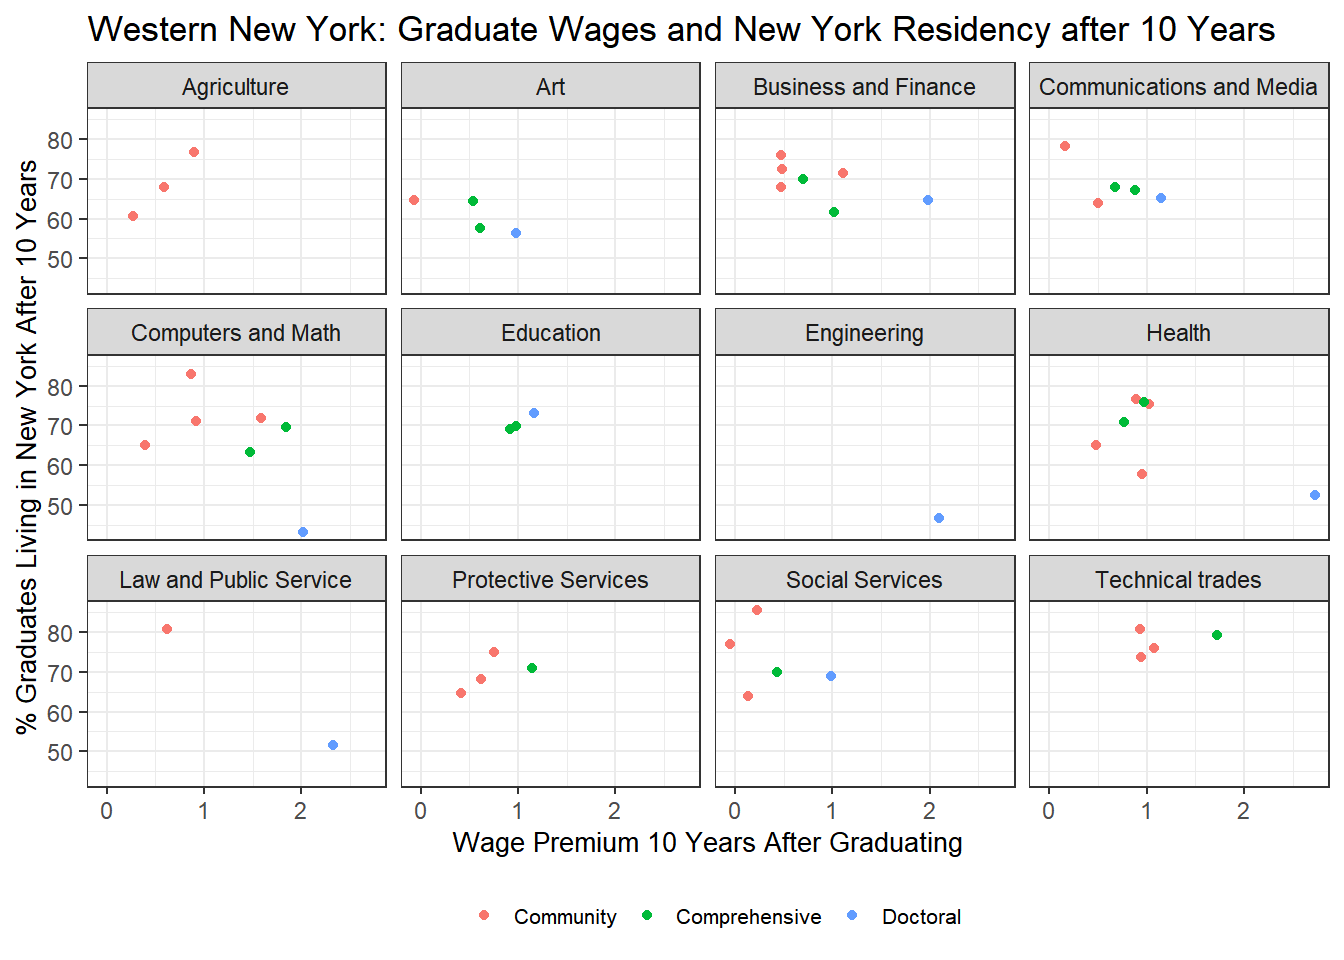 Western New York: Graduate Wages and New York Residency after 10 Years
Agriculture
Art
Business and Finance
Communications and Media
80
70
60
50
Computers and Math
Education
Engineering
Health
80
70
60
50
Law and Public Service
Protective Services
Social Services
Technical trades
80
70
60
50
% Graduates Living in New York After 10 Years
0 1 2
0 1 2
0 1 2
0 1 2
Wage Premium 10 Years After Graduating
Community Comprehensive Doctoral